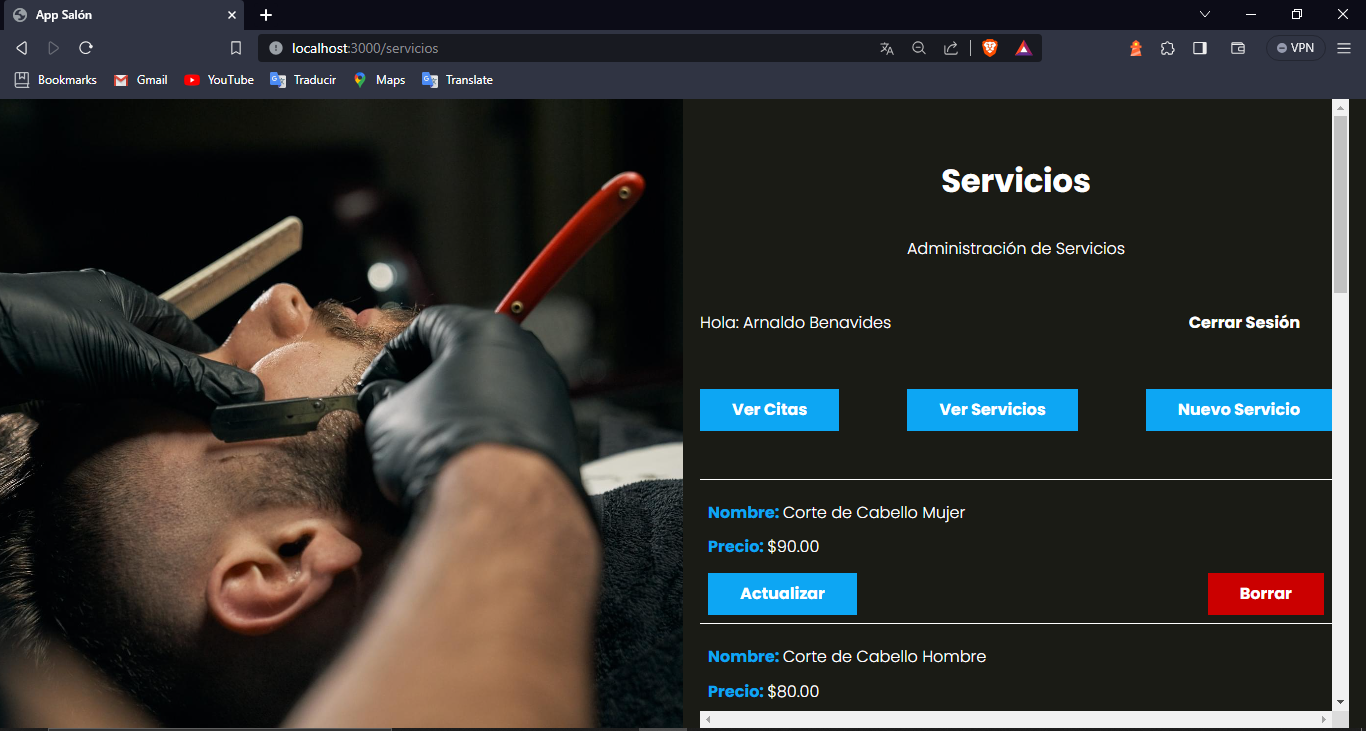 App Salón
localhost:3000/servicios
VPN
Bookmarks Gmail YouTube Traducir Maps Translate
Servicios
Administración de Servicios
Hola: Arnaldo Benavides Cerrar Sesión
Ver Citas Ver Servicios Nuevo Servicio
Nombre: Corte de Cabello Mujer
Precio: $90.00
Actualizar Borrar
Nombre: Corte de Cabello Hombre
Precio: $80.00